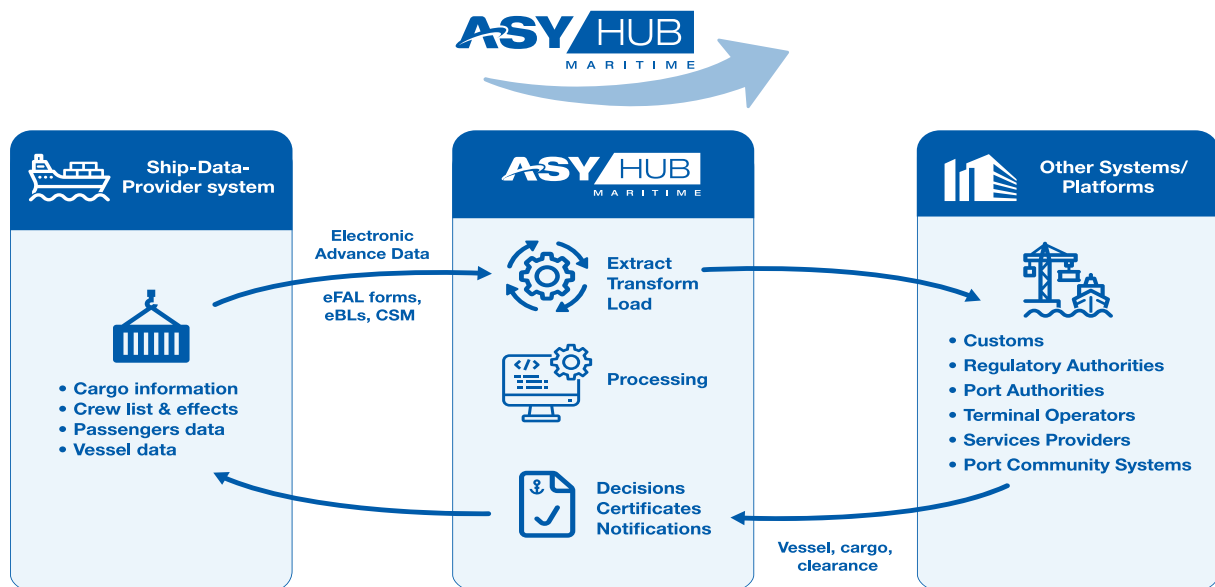 ASY HUB
MARITIME
Ship-Data-
Provider system
Cargo information
Crew list & effects
Passengers data
Vessel data
Electronic
Advance Data
eFAL forms,
eBLs, CSM
ASY HUB
MARITIME
Extract
Transform
Load
</>
Processing
Decisions
Certificates
Notifications
Other Systems/
Platforms
• Customs
• Regulatory Authorities
• Port Authorities
• Terminal Operators
• Services Providers
• Port Community Systems
Vessel, cargo,
clearance